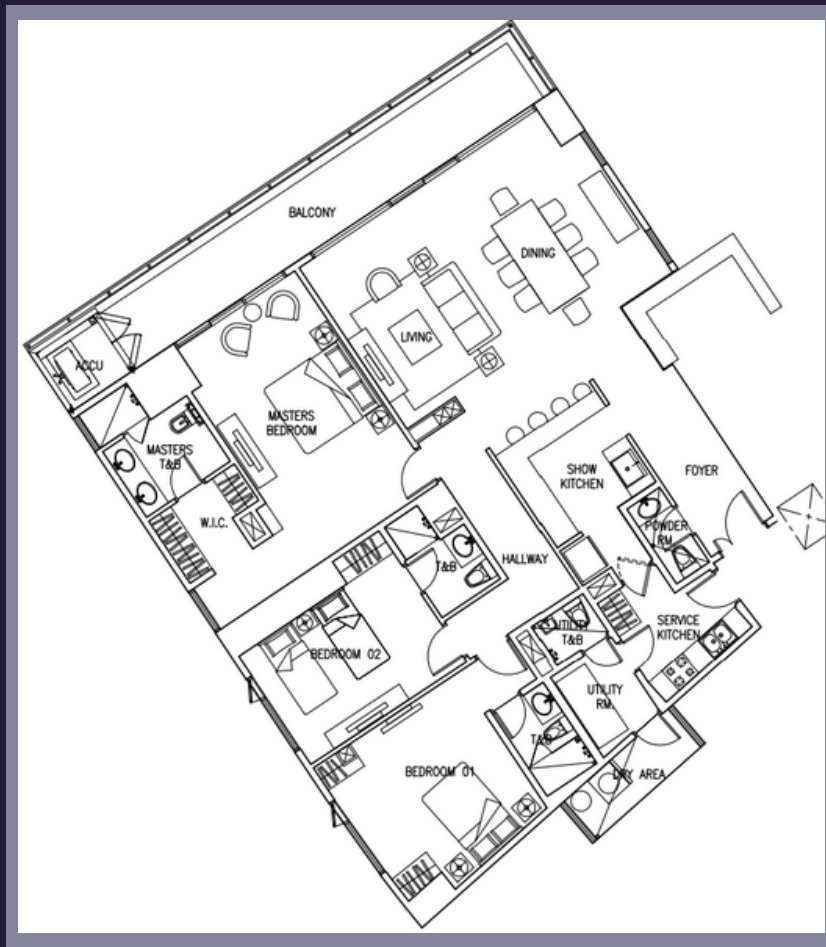 BALCONY
DINING
LIVING
ACCU
MASTERS
BEDROOM
MASTERS
T&B
W.I.C.
SHOW
KITCHEN
FOYER
POWDER
RM
HALLWAY
T&B
SERVICE
KITCHEN
UTILITY
T&B
BEDROOM 02
UTILITY
RM.
T&B
BEDROOM 01
DRY AREA